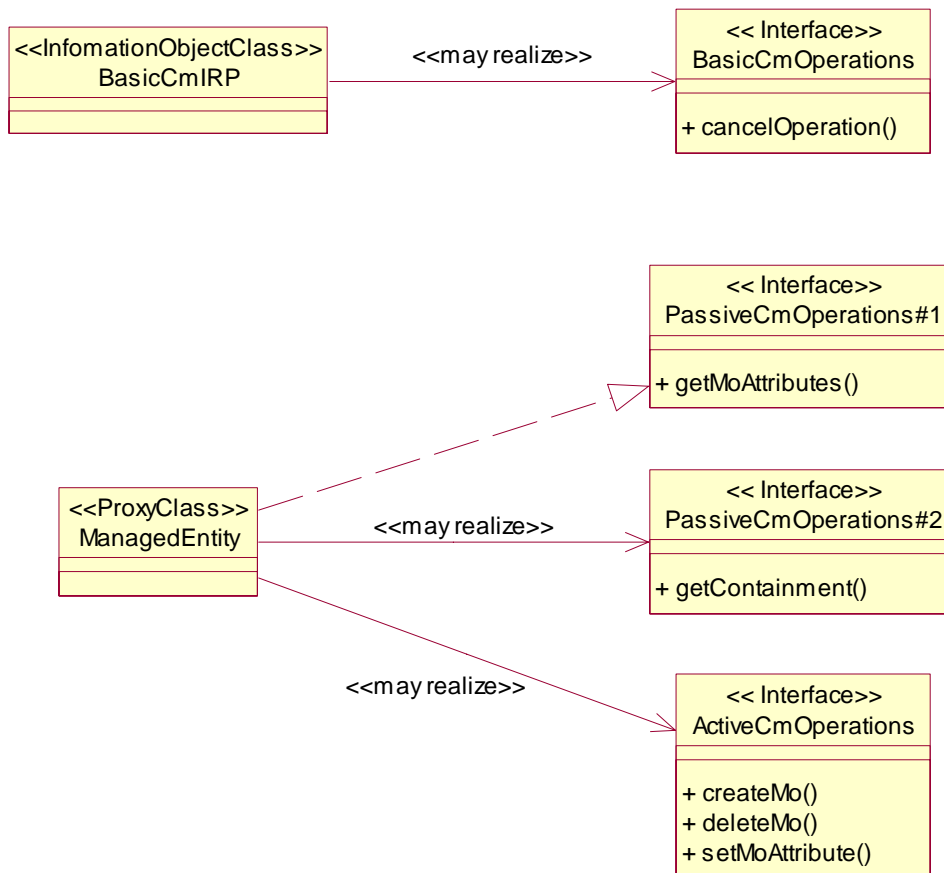 <<InfomationObjectClass>>
BasicCmIRP
<<may realize>>
<< Interface>>
BasicCmOperations
+ cancelOperation()
<< Interface>>
PassiveCmOperations#1
+ getMoAttributes()
<<ProxyClass>>
ManagedEntity
<<may realize>>
<< Interface>>
PassiveCmOperations#2
+ getContainment()
<<may realize>>
<< Interface>>
ActiveCmOperations
+ createMo()
+ deleteMo()
+ setMoAttribute()